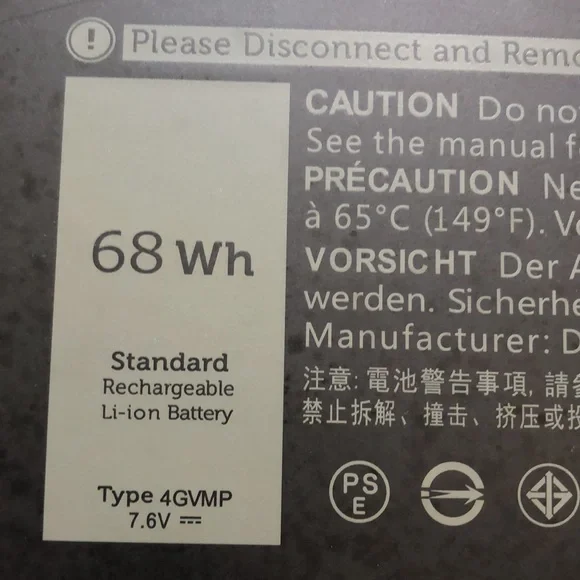 ! Please Disconnect and Remo
68 Wh
Standard
Rechargeable
Li-ion Battery
Type 4GVMP
7.6V ⎓
CAUTION Do no
See the manual f
PRÉCAUTION Ne
à 65°C (149°F). V
VORSICHT Der A
werden. Sicherhe
Manufacturer: D
注意: 電池警告事項, 請參
禁止拆解、撞击、挤压或投
PS
E